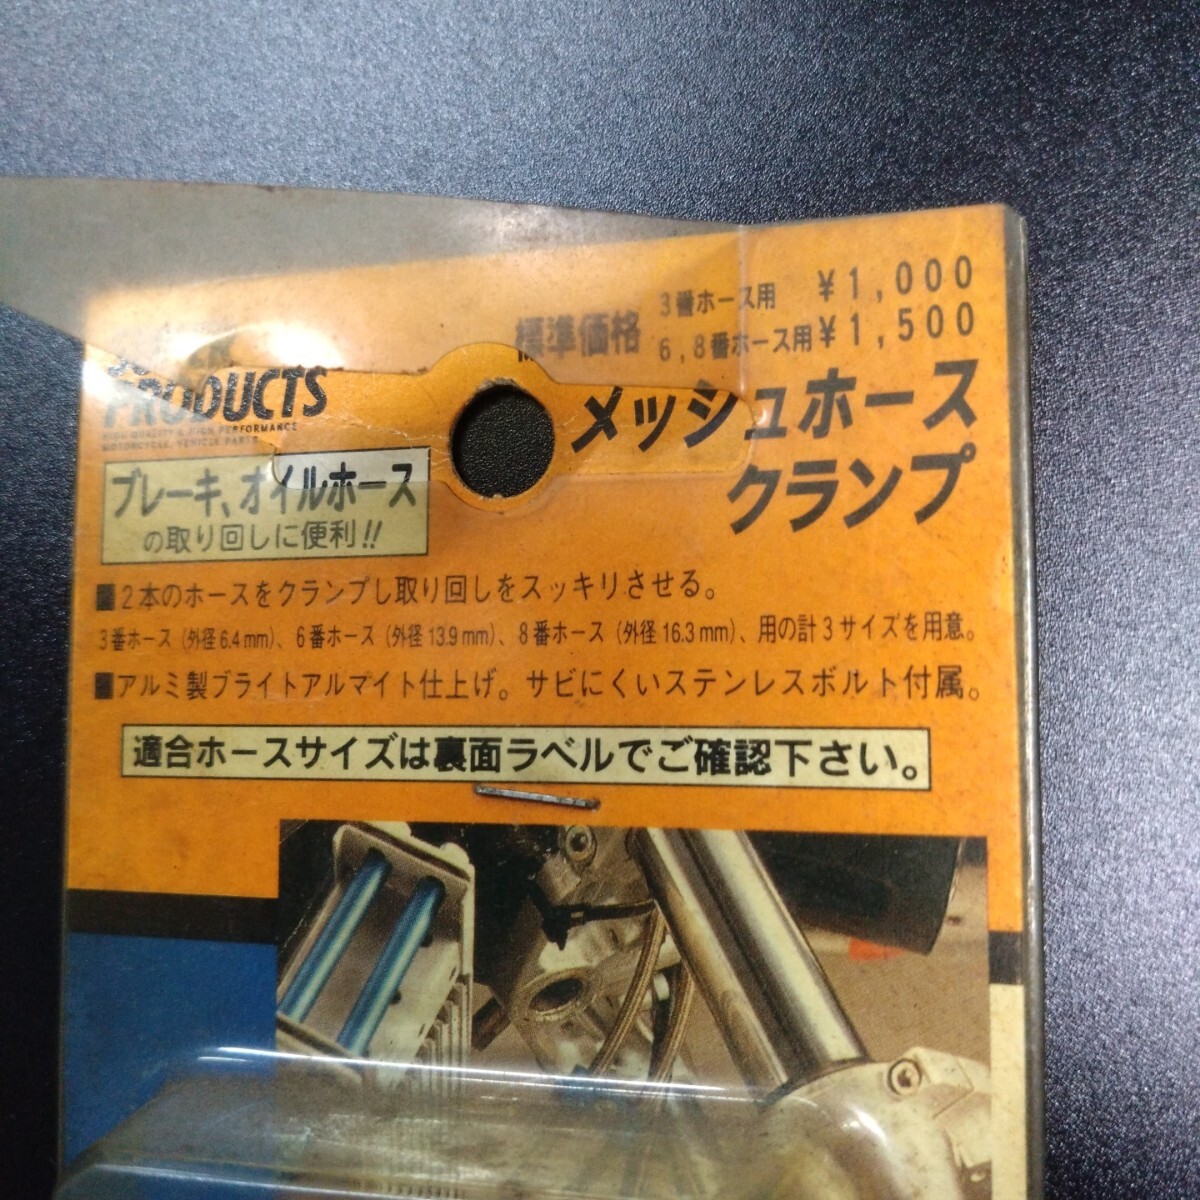 標準価格 3番ホース用 ¥1,000
6,8番ホース用 ¥1,500
PRODUCTS
HIGH QUALITY & HIGH PERFORMANCE
MOTORCYCLE, VEHICLE PARTS
メッシュホース
クランプ
ブレーキ、オイルホース
の取り回しに便利!!
■2本のホースをクランプし取り回しをスッキリさせる。
3番ホース(外径6.4mm)、6番ホース(外径13.9mm)、8番ホース(外径16.3mm)、用の計3サイズを用意。
■アルミ製ブライトアルマイト仕上げ。サビにくいステンレスボルト付属。
適合ホースサイズは裏面ラベルでご確認下さい。